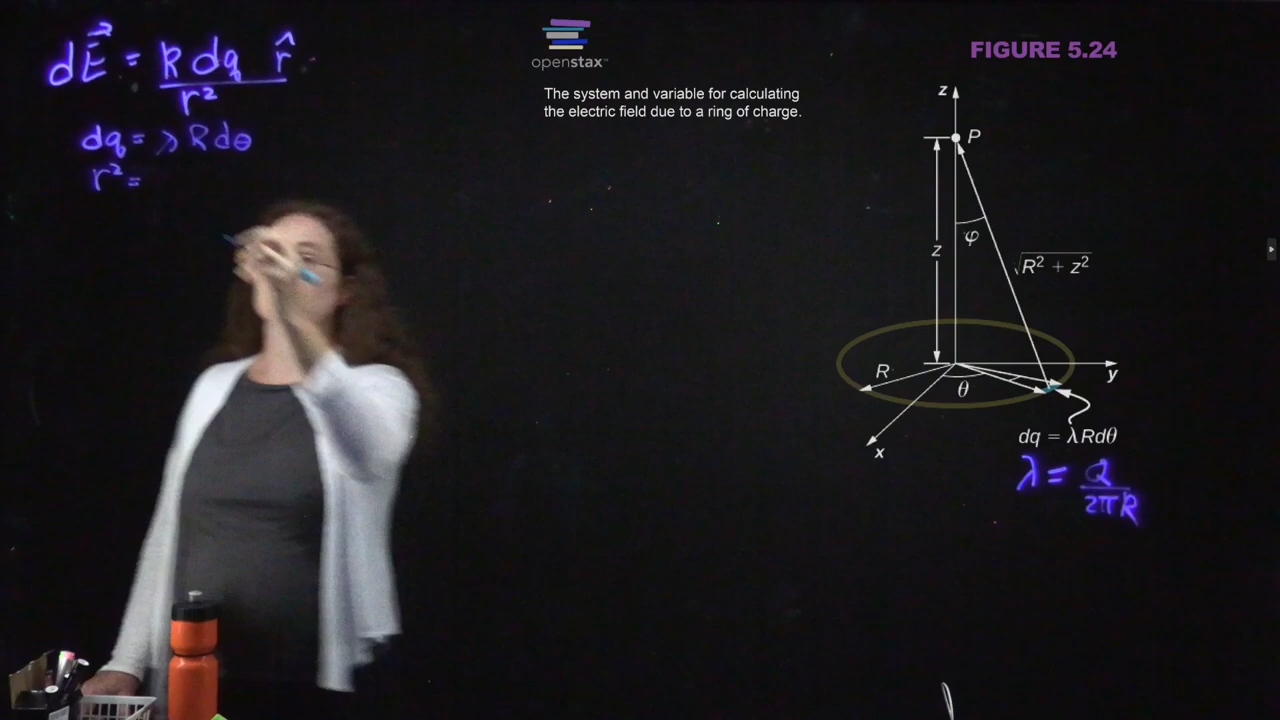 dE⃗ = k dq r̂ / r²
dq = λ R dθ
r² =
openstax™
The system and variable for calculating
the electric field due to a ring of charge.
FIGURE 5.24
z
P
φ
z
√R² + z²
R
θ
y
x
dq = λRdθ
λ = Q / 2πR